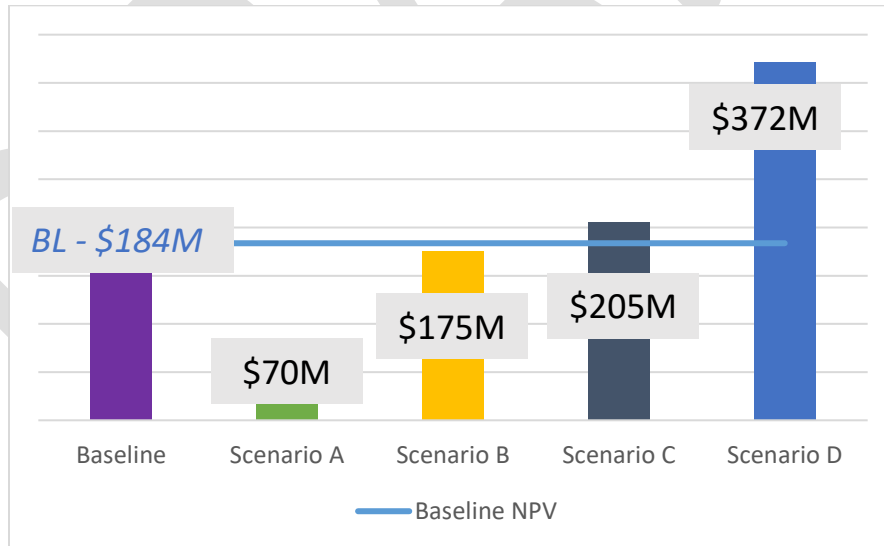 $372M
BL - $184M
$205M
$175M
$70M
Baseline Scenario A Scenario B Scenario C Scenario D
Baseline NPV